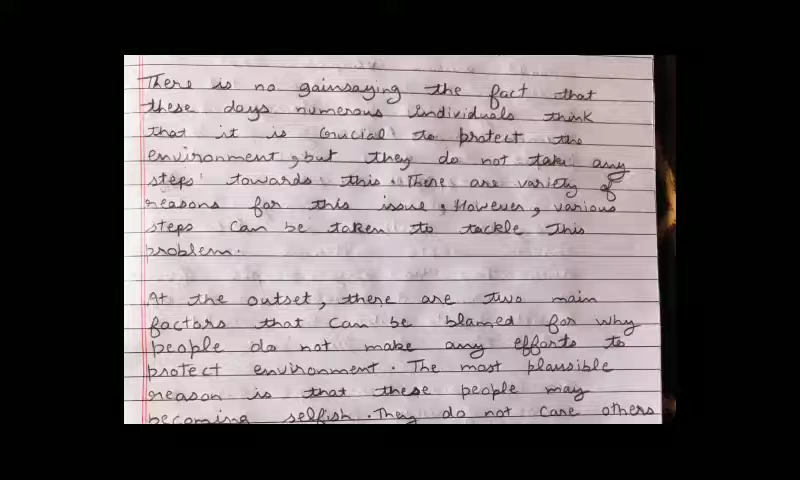 There is no gainsaying the fact that
these days numerous individuals think
that it is crucial to protect the
environment, but they do not take any
steps towards this. There are variety of
reasons for this issue, However, various
steps can be taken to tackle this
problem.
At the outset, there are two main
factors that can be blamed for why
people do not make any efforts to
protect environment. The most plausible
reason is that these people may
becoming selfish. They do not care others